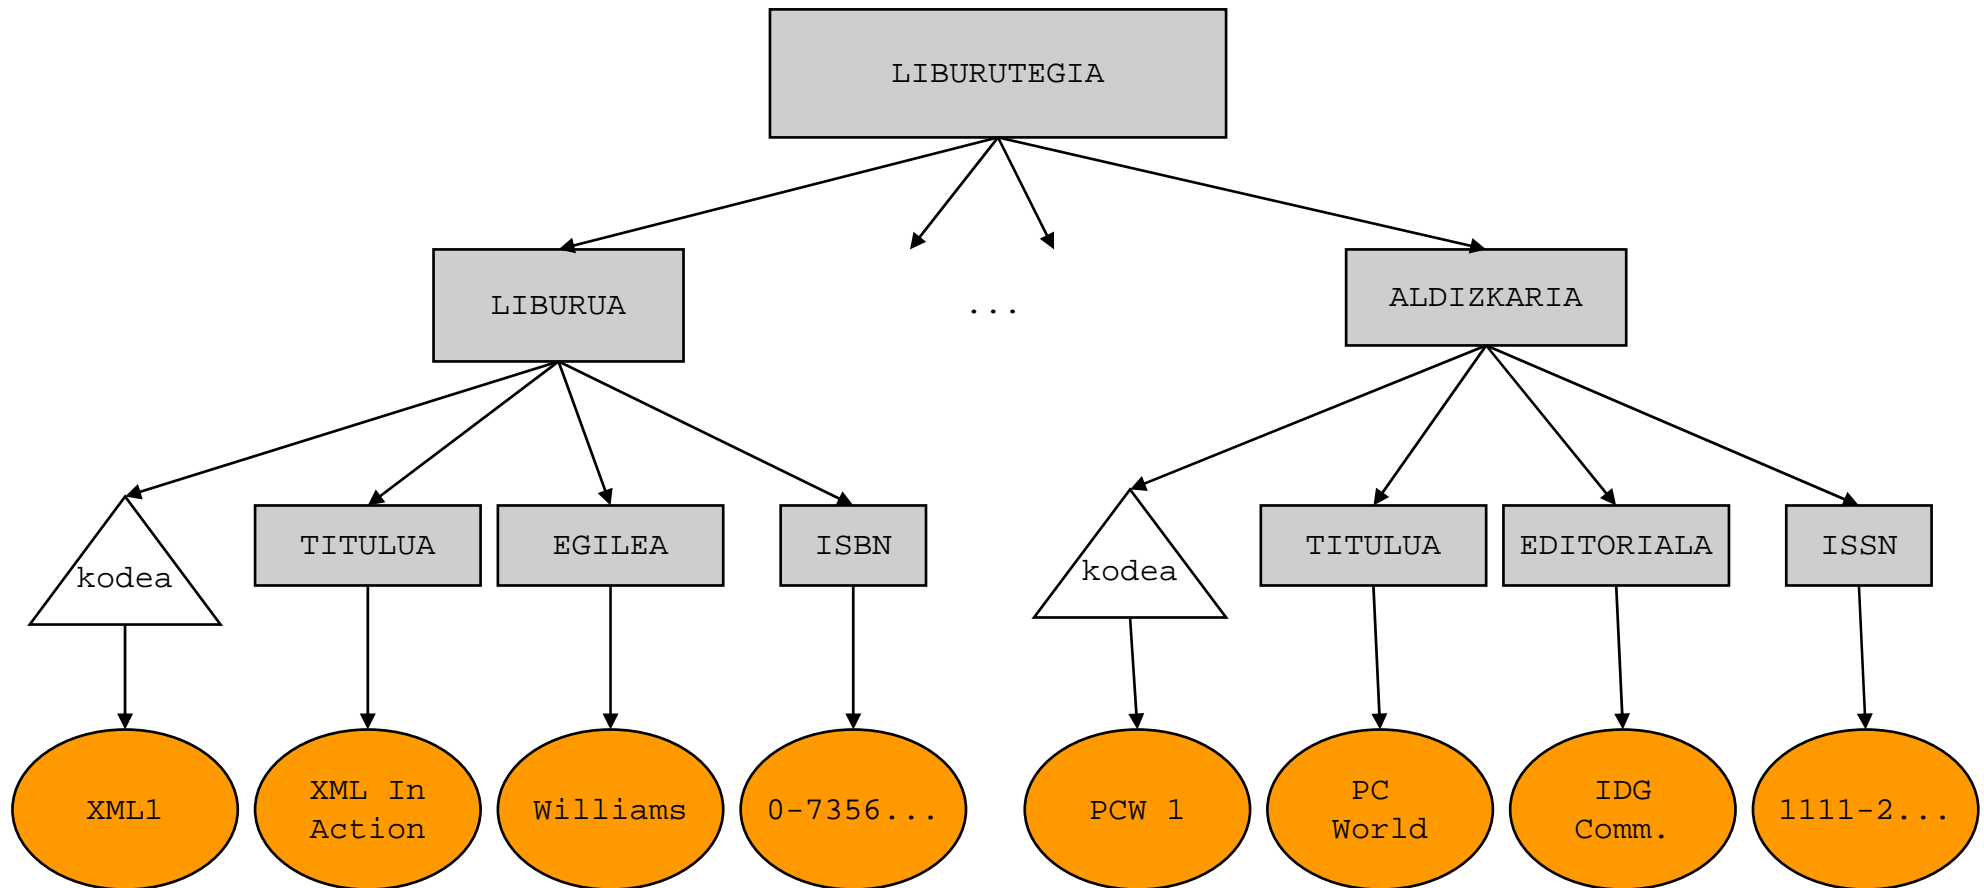 LIBURUTEGIA
LIBURUA
...
ALDIZKARIA
kodea
TITULUA
EGILEA
ISBN
kodea
TITULUA
EDITORIALA
ISSN
XML1
XML In
Action
Williams
0-7356...
PCW 1
PC
World
IDG
Comm.
1111-2...